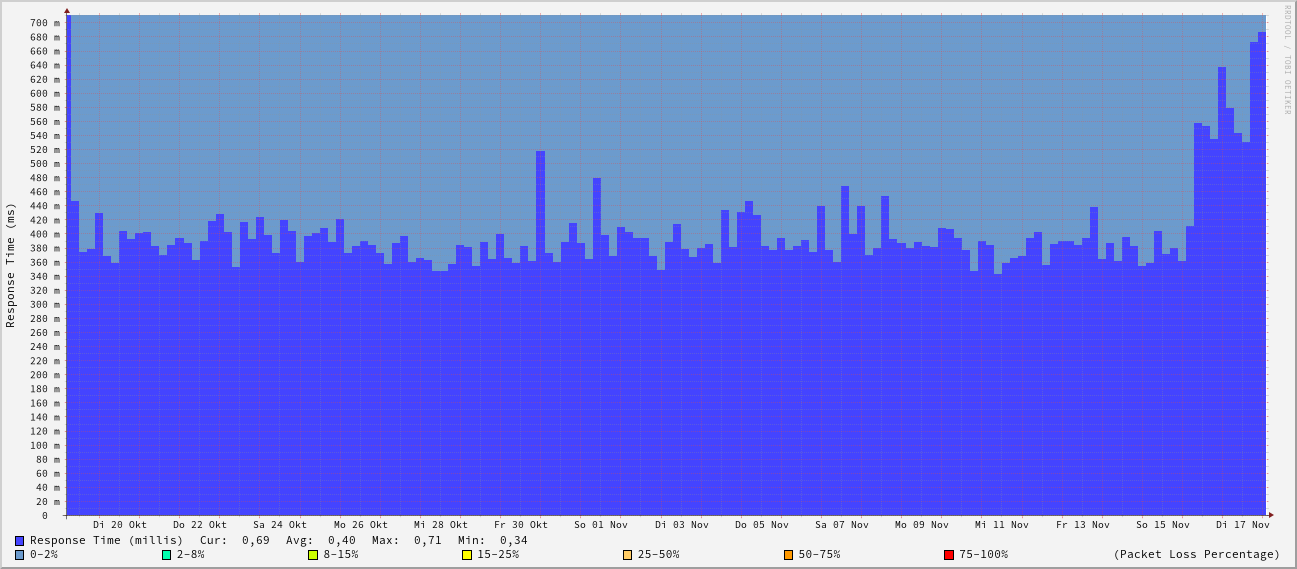 RRDTOOL / TOBI OETIKER
Response Time (ms)
700 m
680 m
660 m
640 m
620 m
600 m
580 m
560 m
540 m
520 m
500 m
480 m
460 m
440 m
420 m
400 m
380 m
360 m
340 m
320 m
300 m
280 m
260 m
240 m
220 m
200 m
180 m
160 m
140 m
120 m
100 m
80 m
60 m
40 m
20 m
0
Di 20 Okt Do 22 Okt Sa 24 Okt Mo 26 Okt Mi 28 Okt Fr 30 Okt So 01 Nov Di 03 Nov Do 05 Nov Sa 07 Nov Mo 09 Nov Mi 11 Nov Fr 13 Nov So 15 Nov Di 17 Nov
Response Time (millis) Cur: 0,69 Avg: 0,40 Max: 0,71 Min: 0,34
0-2% 2-8% 8-15% 15-25% 25-50% 50-75% 75-100% (Packet Loss Percentage)